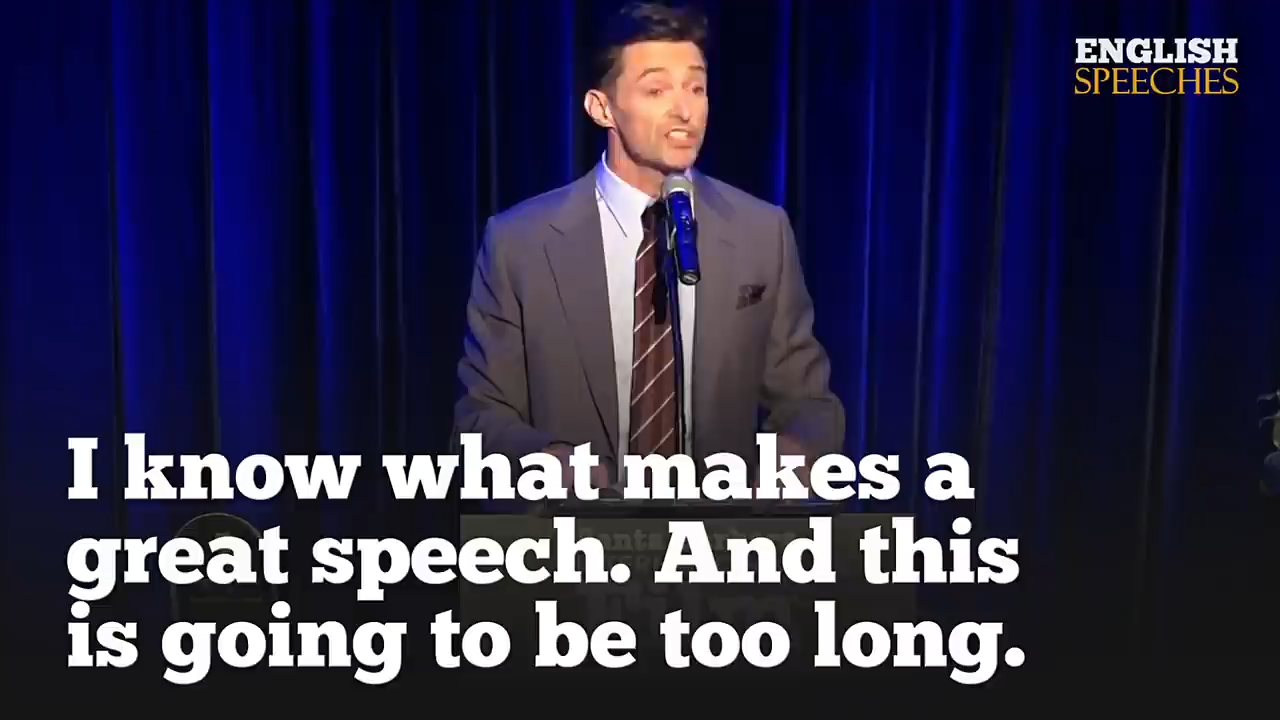 ENGLISH
SPEECHES
I know what makes a
great speech. And this
is going to be too long.